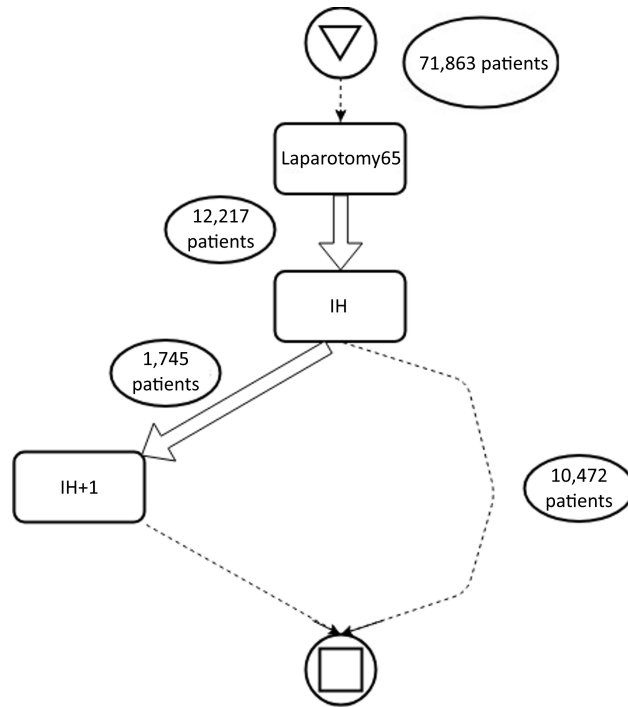 71,863 patients
Laparotomy65
12,217
patients
IH
1,745
patients
IH+1
10,472
patients